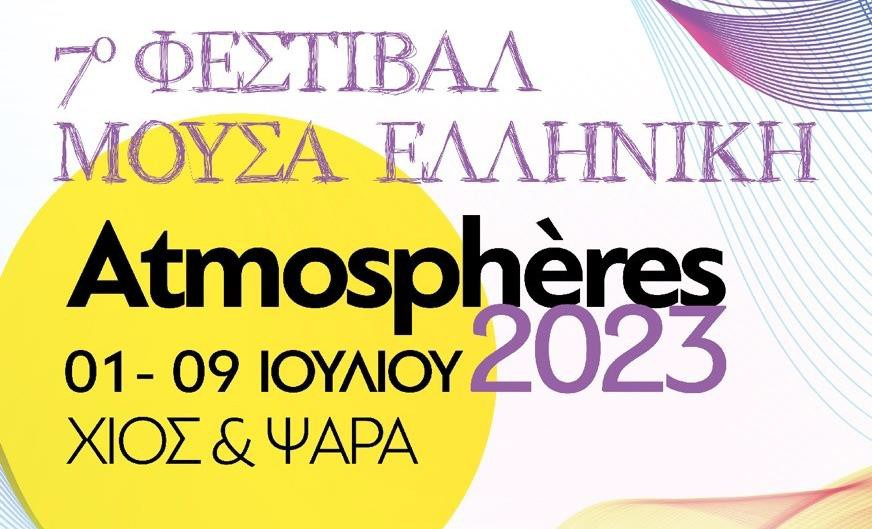 7ο ΦΕΣΤΙΒΑΛ
ΜΟΥΣΑ ΕΛΛΗΝΙΚΗ
Atmosphères
2023
01 - 09 ΙΟΥΛΙΟΥ
ΧΙΟΣ & ΨΑΡΑ